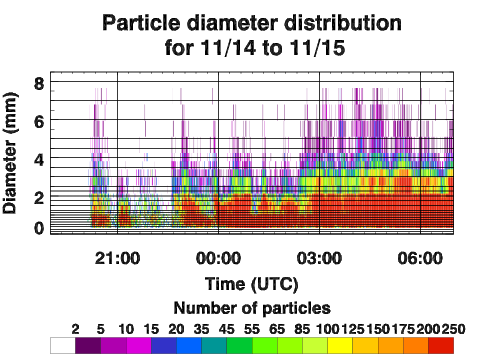 Particle diameter distribution
for 11/14 to 11/15
8
6
4
2
0
Diameter (mm)
21:00 00:00 03:00 06:00
Time (UTC)
Number of particles
2 5 10 15 20 35 45 55 65 85 100 125 150 175 200 250